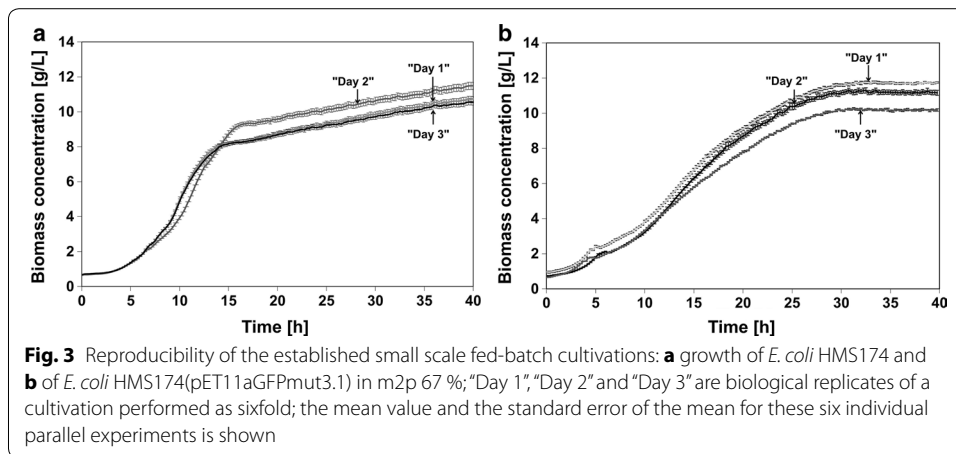 a
b
Biomass concentration [g/L]
14
12
10
8
6
4
2
0
0 5 10 15 20 25 30 35 40
Time [h]
"Day 1"
"Day 2"
"Day 3"
Biomass concentration [g/L]
14
12
10
8
6
4
2
0
0 5 10 15 20 25 30 35 40
Time [h]
"Day 1"
"Day 2"
"Day 3"
Fig. 3 Reproducibility of the established small scale fed-batch cultivations: a growth of E. coli HMS174 and
b of E. coli HMS174(pET11aGFPmut3.1) in m2p 67 %; "Day 1", "Day 2" and "Day 3" are biological replicates of a
cultivation performed as sixfold; the mean value and the standard error of the mean for these six individual
parallel experiments is shown